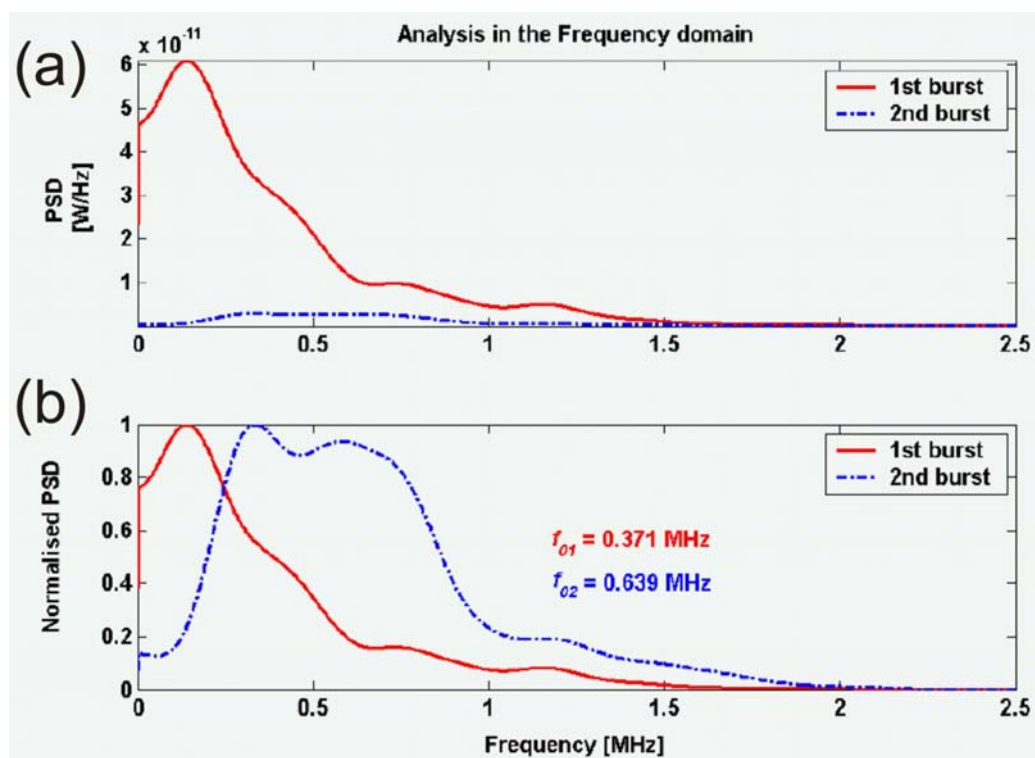 (a)
x 10⁻¹¹
Analysis in the Frequency domain
6
5
4
3
2
1
PSD
[W/Hz]
1st burst
2nd burst
0
0.5
1
1.5
2
2.5
(b)
1
0.8
0.6
0.4
0.2
0
Normalised PSD
1st burst
2nd burst
f01 = 0.371 MHz
f02 = 0.639 MHz
0
0.5
1
1.5
2
2.5
Frequency [MHz]